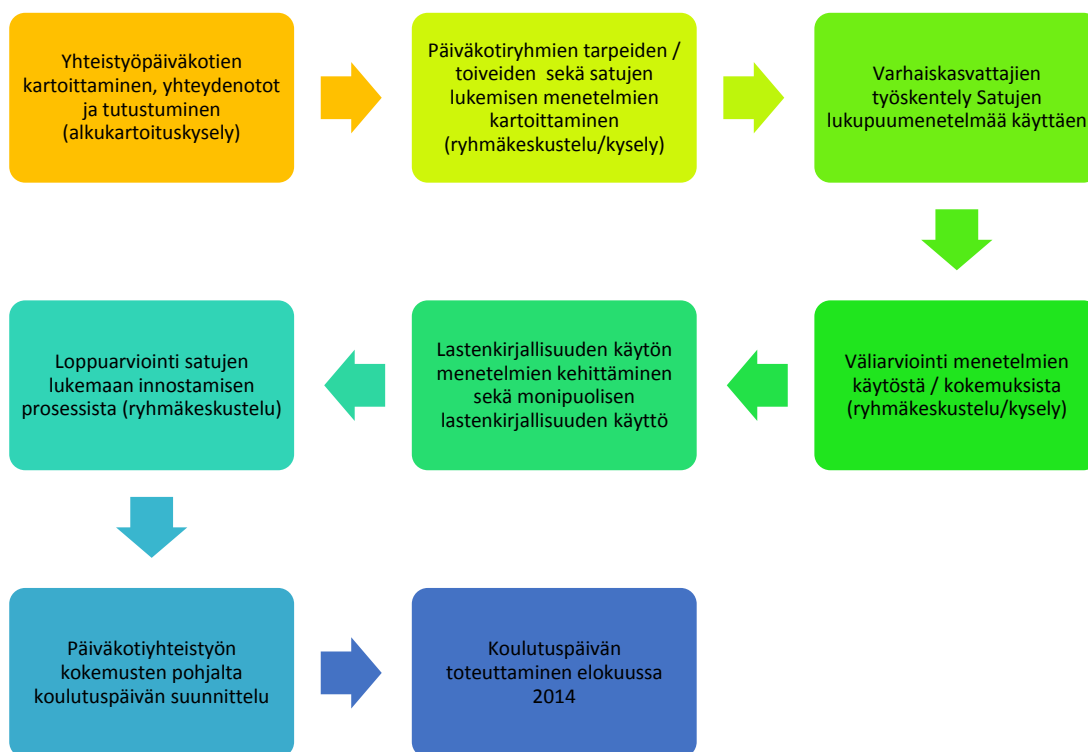 Yhteistyöpäiväkotien
kartoittaminen, yhteydenotot
ja tutustuminen
(alkukartoituskysely)
Päiväkotiryhmien tarpeiden /
toiveiden sekä satujen
lukemisen menetelmien
kartoittaminen
(ryhmäkeskustelu/kysely)
Varhaiskasvattajien
työskentely Satujen
lukupuumenetelmää käyttäen
Väliarviointi menetelmien
käytöstä / kokemuksista
(ryhmäkeskustelu/kysely)
Lastenkirjallisuuden käytön
menetelmien kehittäminen
sekä monipuolisen
lastenkirjallisuuden käyttö
Loppuarviointi satujen
lukemaan innostamisen
prosessista (ryhmäkeskustelu)
Päiväkotiyhteistyön
kokemusten pohjalta
koulutuspäivän suunnittelu
Koulutuspäivän
toteuttaminen elokuussa
2014